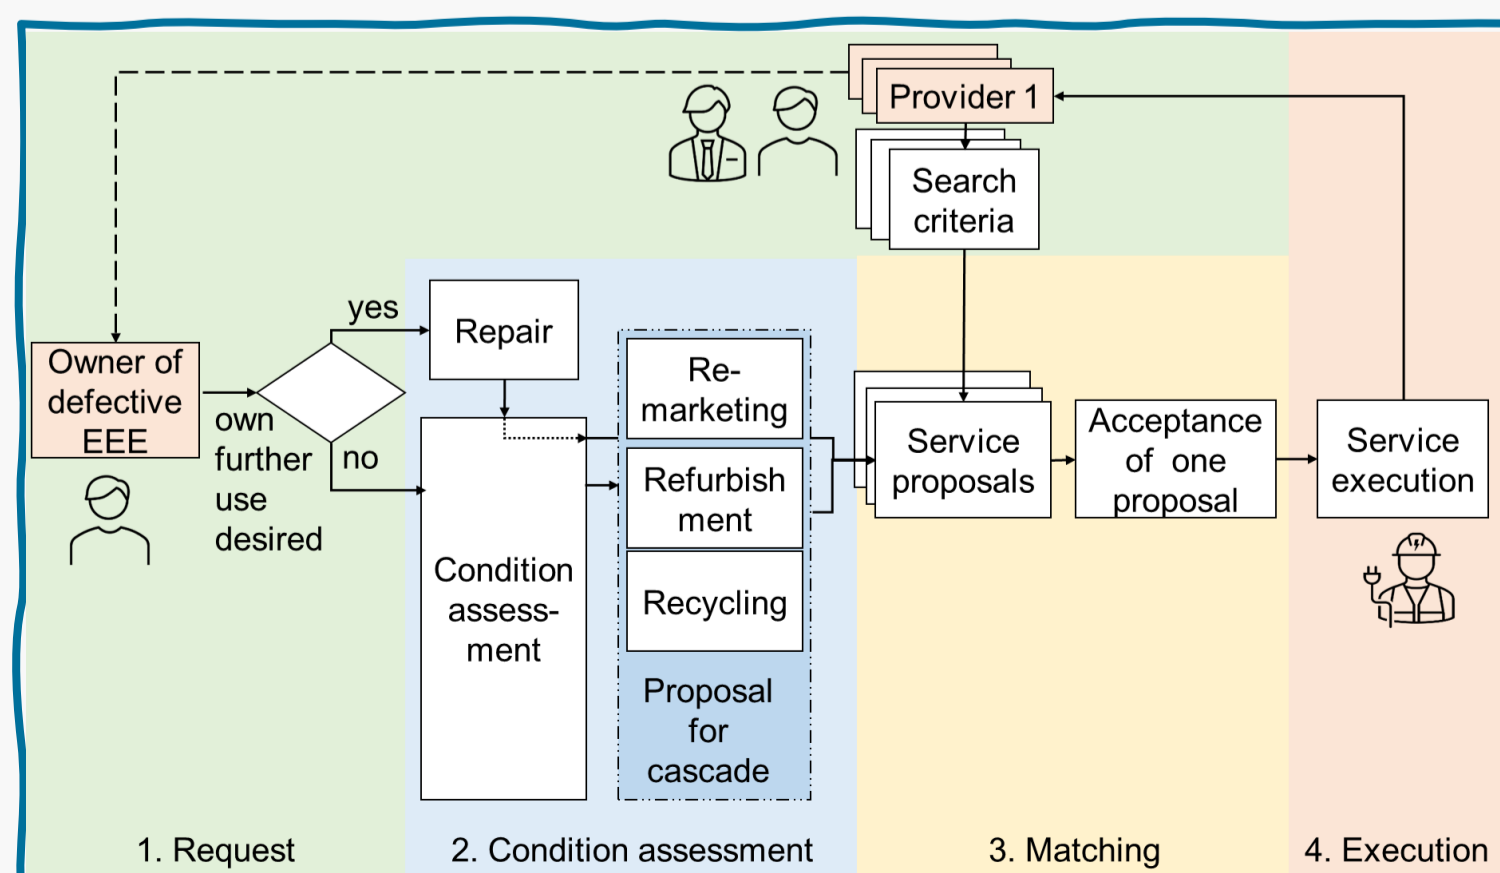 Provider 1
Search
criteria
yes
Repair
Owner of
defective
EEE
own
further
use
desired
no
Condition
assess-
ment
Re-
marketing
Refurbish
ment
Recycling
Proposal
for
cascade
Service
proposals
Acceptance
of one
proposal
Service
execution
1. Request
2. Condition assessment
3. Matching
4. Execution